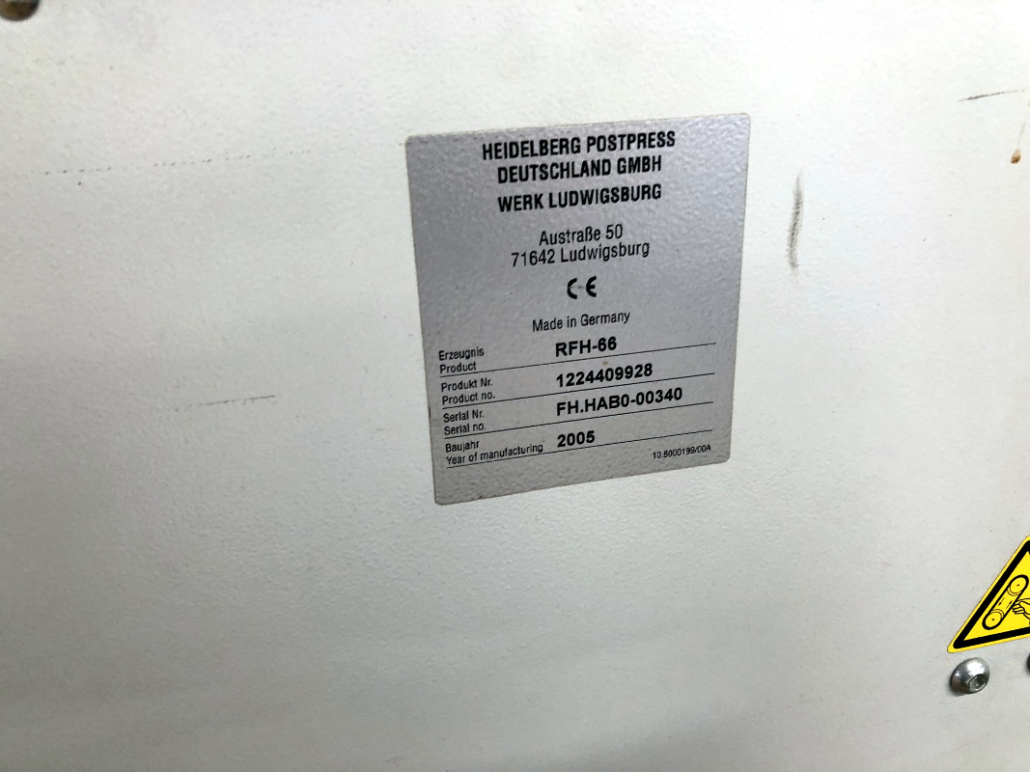 HEIDELBERG POSTPRESS
DEUTSCHLAND GMBH
WERK LUDWIGSBURG
Austraße 50
71642 Ludwigsburg
CE
Made in Germany
Erzeugnis
Product RFH-66
Produkt Nr.
Product no. 1224409928
Serial Nr.
Serial no. FH.HAB0-00340
Baujahr
Year of manufacturing 2005
10.8000199/00A